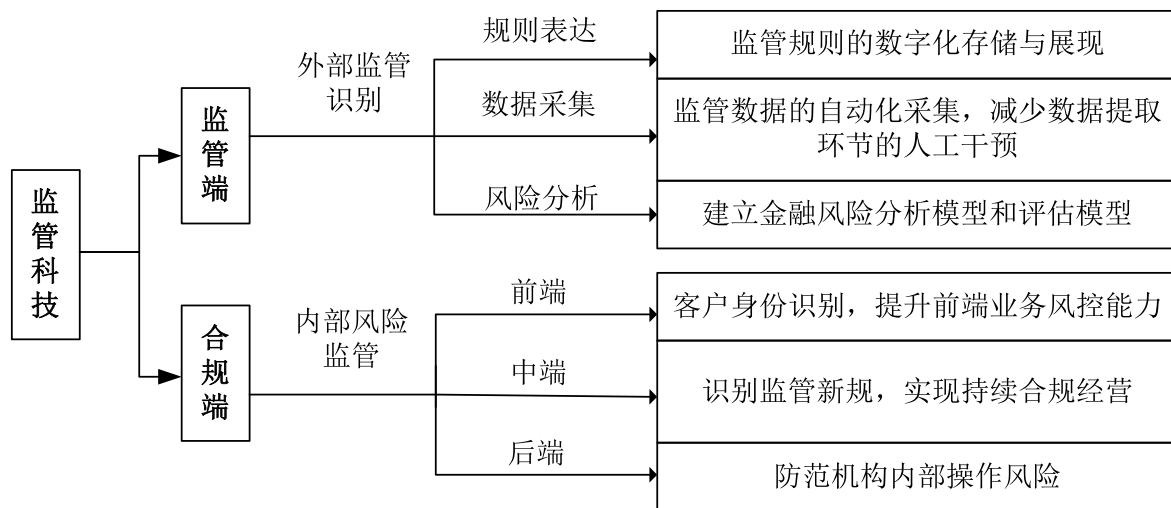 监管科技
监管端
外部监管
识别
规则表达
监管规则的数字化存储与展现
数据采集
监管数据的自动化采集，减少数据提取
环节的人工干预
风险分析
建立金融风险分析模型和评估模型
合规端
内部风险
监管
前端
客户身份识别，提升前端业务风控能力
中端
识别监管新规，实现持续合规经营
后端
防范机构内部操作风险